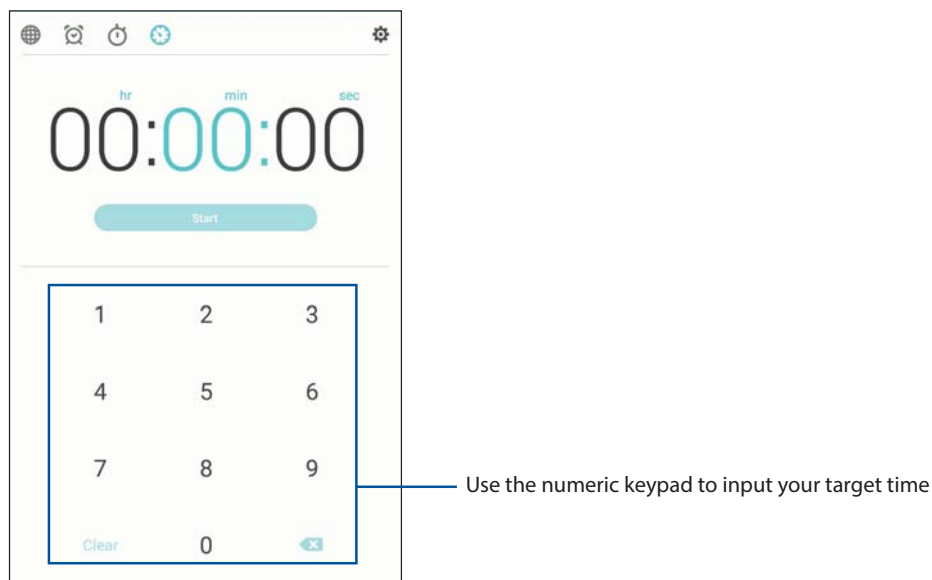 hr min sec
00:00:00
Start
1 2 3
4 5 6
7 8 9
Use the numeric keypad to input your target time
Clear 0